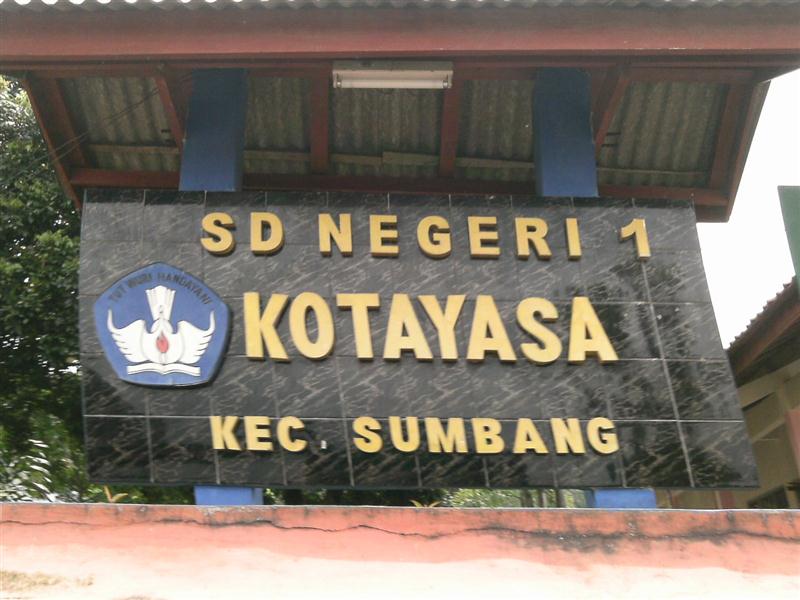 SD NEGERI 1
TUT WURI HANDAYANI
KOTAYASA
KEC. SUMBANG